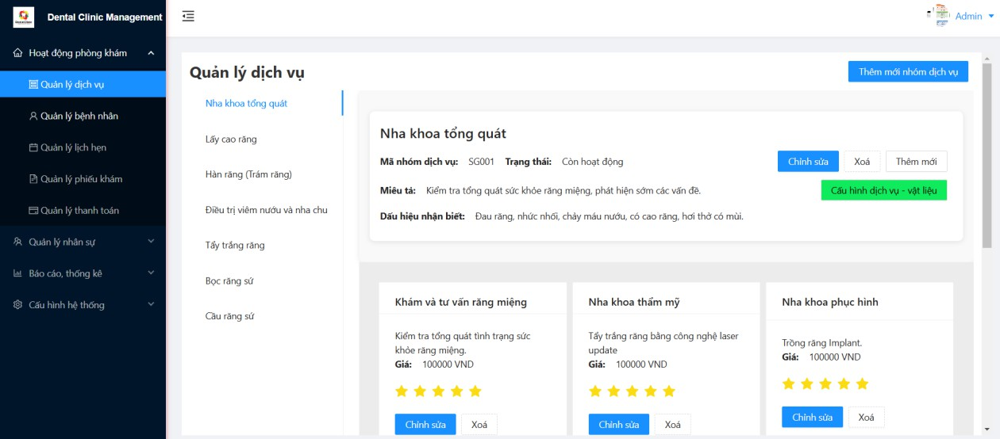 Dental Clinic Management
Admin
Hoạt động phòng khám
Quản lý dịch vụ
Quản lý bệnh nhân
Quản lý lịch hẹn
Quản lý phiếu khám
Quản lý thanh toán
Quản lý nhân sự
Báo cáo, thống kê
Cấu hình hệ thống
Quản lý dịch vụ
Thêm mới nhóm dịch vụ
Nha khoa tổng quát
Lấy cao răng
Hàn răng (Trám răng)
Điều trị viêm nướu và nha chu
Tẩy trắng răng
Bọc răng sứ
Cầu răng sứ
Nha khoa tổng quát
Mã nhóm dịch vụ: SG001 Trạng thái: Còn hoạt động
Chỉnh sửa Xoá Thêm mới
Miêu tả: Kiểm tra tổng quát sức khỏe răng miệng, phát hiện sớm các vấn đề.
Cấu hình dịch vụ - vật liệu
Dấu hiệu nhận biết: Đau răng, nhức nhối, chảy máu nướu, có cao răng, hơi thở có mùi.
Khám và tư vấn răng miệng
Kiểm tra tổng quát tình trạng sức
khỏe răng miệng.
Giá: 100000 VND
Chỉnh sửa Xoá
Nha khoa thẩm mỹ
Tẩy trắng răng bằng công nghệ laser
update
Giá: 100000 VND
Chỉnh sửa Xoá
Nha khoa phục hình
Trồng răng Implant.
Giá: 100000 VND
Chỉnh sửa Xoá